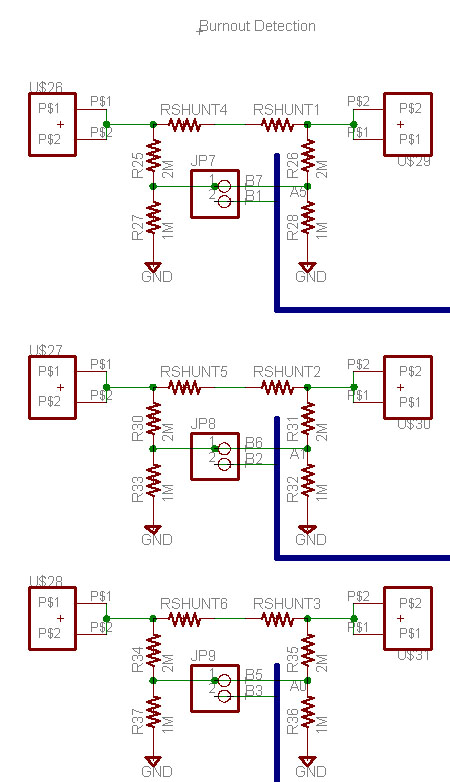 Burnout Detection
U$26
P$1
P$2
P$1
P$2
RSHUNT4
RSHUNT1
P$2
P$1
P$2
P$1
U$29
R25
2M
JP7
1
2
B7
B1
R26
2M
A5
R27
1M
R28
1M
GND
GND
U$27
P$1
P$2
P$1
P$2
RSHUNT5
RSHUNT2
P$2
P$1
P$2
P$1
U$30
R30
2M
JP8
1
2
B6
B2
R31
2M
A1
R33
1M
R32
1M
GND
GND
U$28
P$1
P$2
P$1
P$2
RSHUNT6
RSHUNT3
P$2
P$1
P$2
P$1
U$31
R34
2M
JP9
1
2
B5
B3
R35
2M
A0
R37
1M
R36
1M
GND
GND